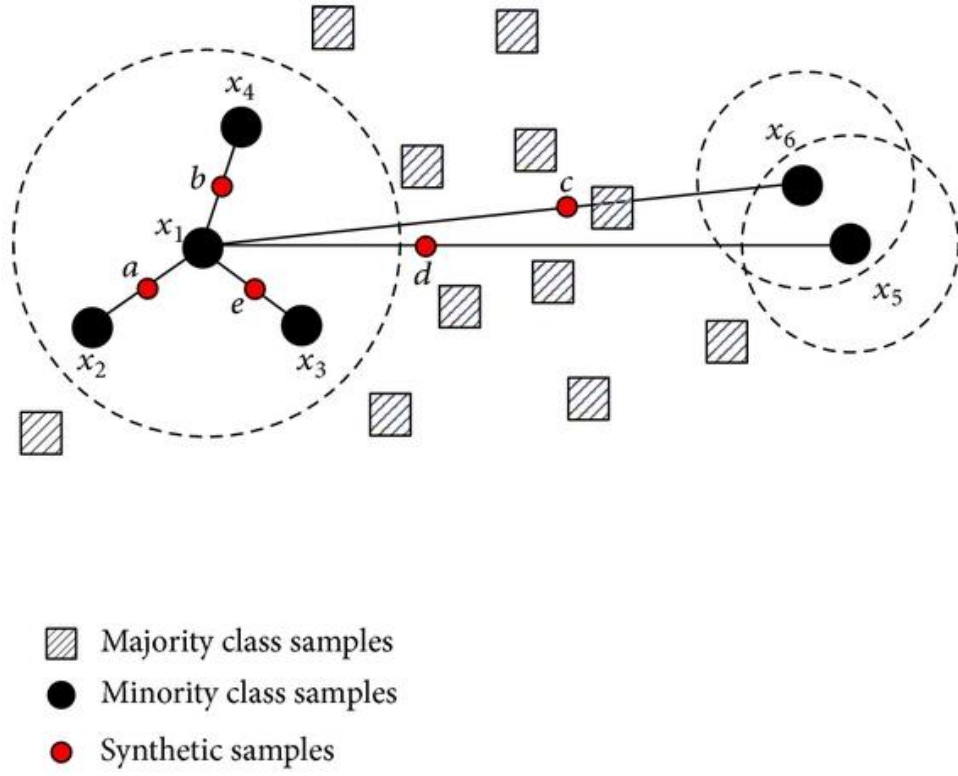 x₄
x₆
b
c
x₁
a
d
e
x₅
x₂
x₃
Majority class samples
Minority class samples
Synthetic samples